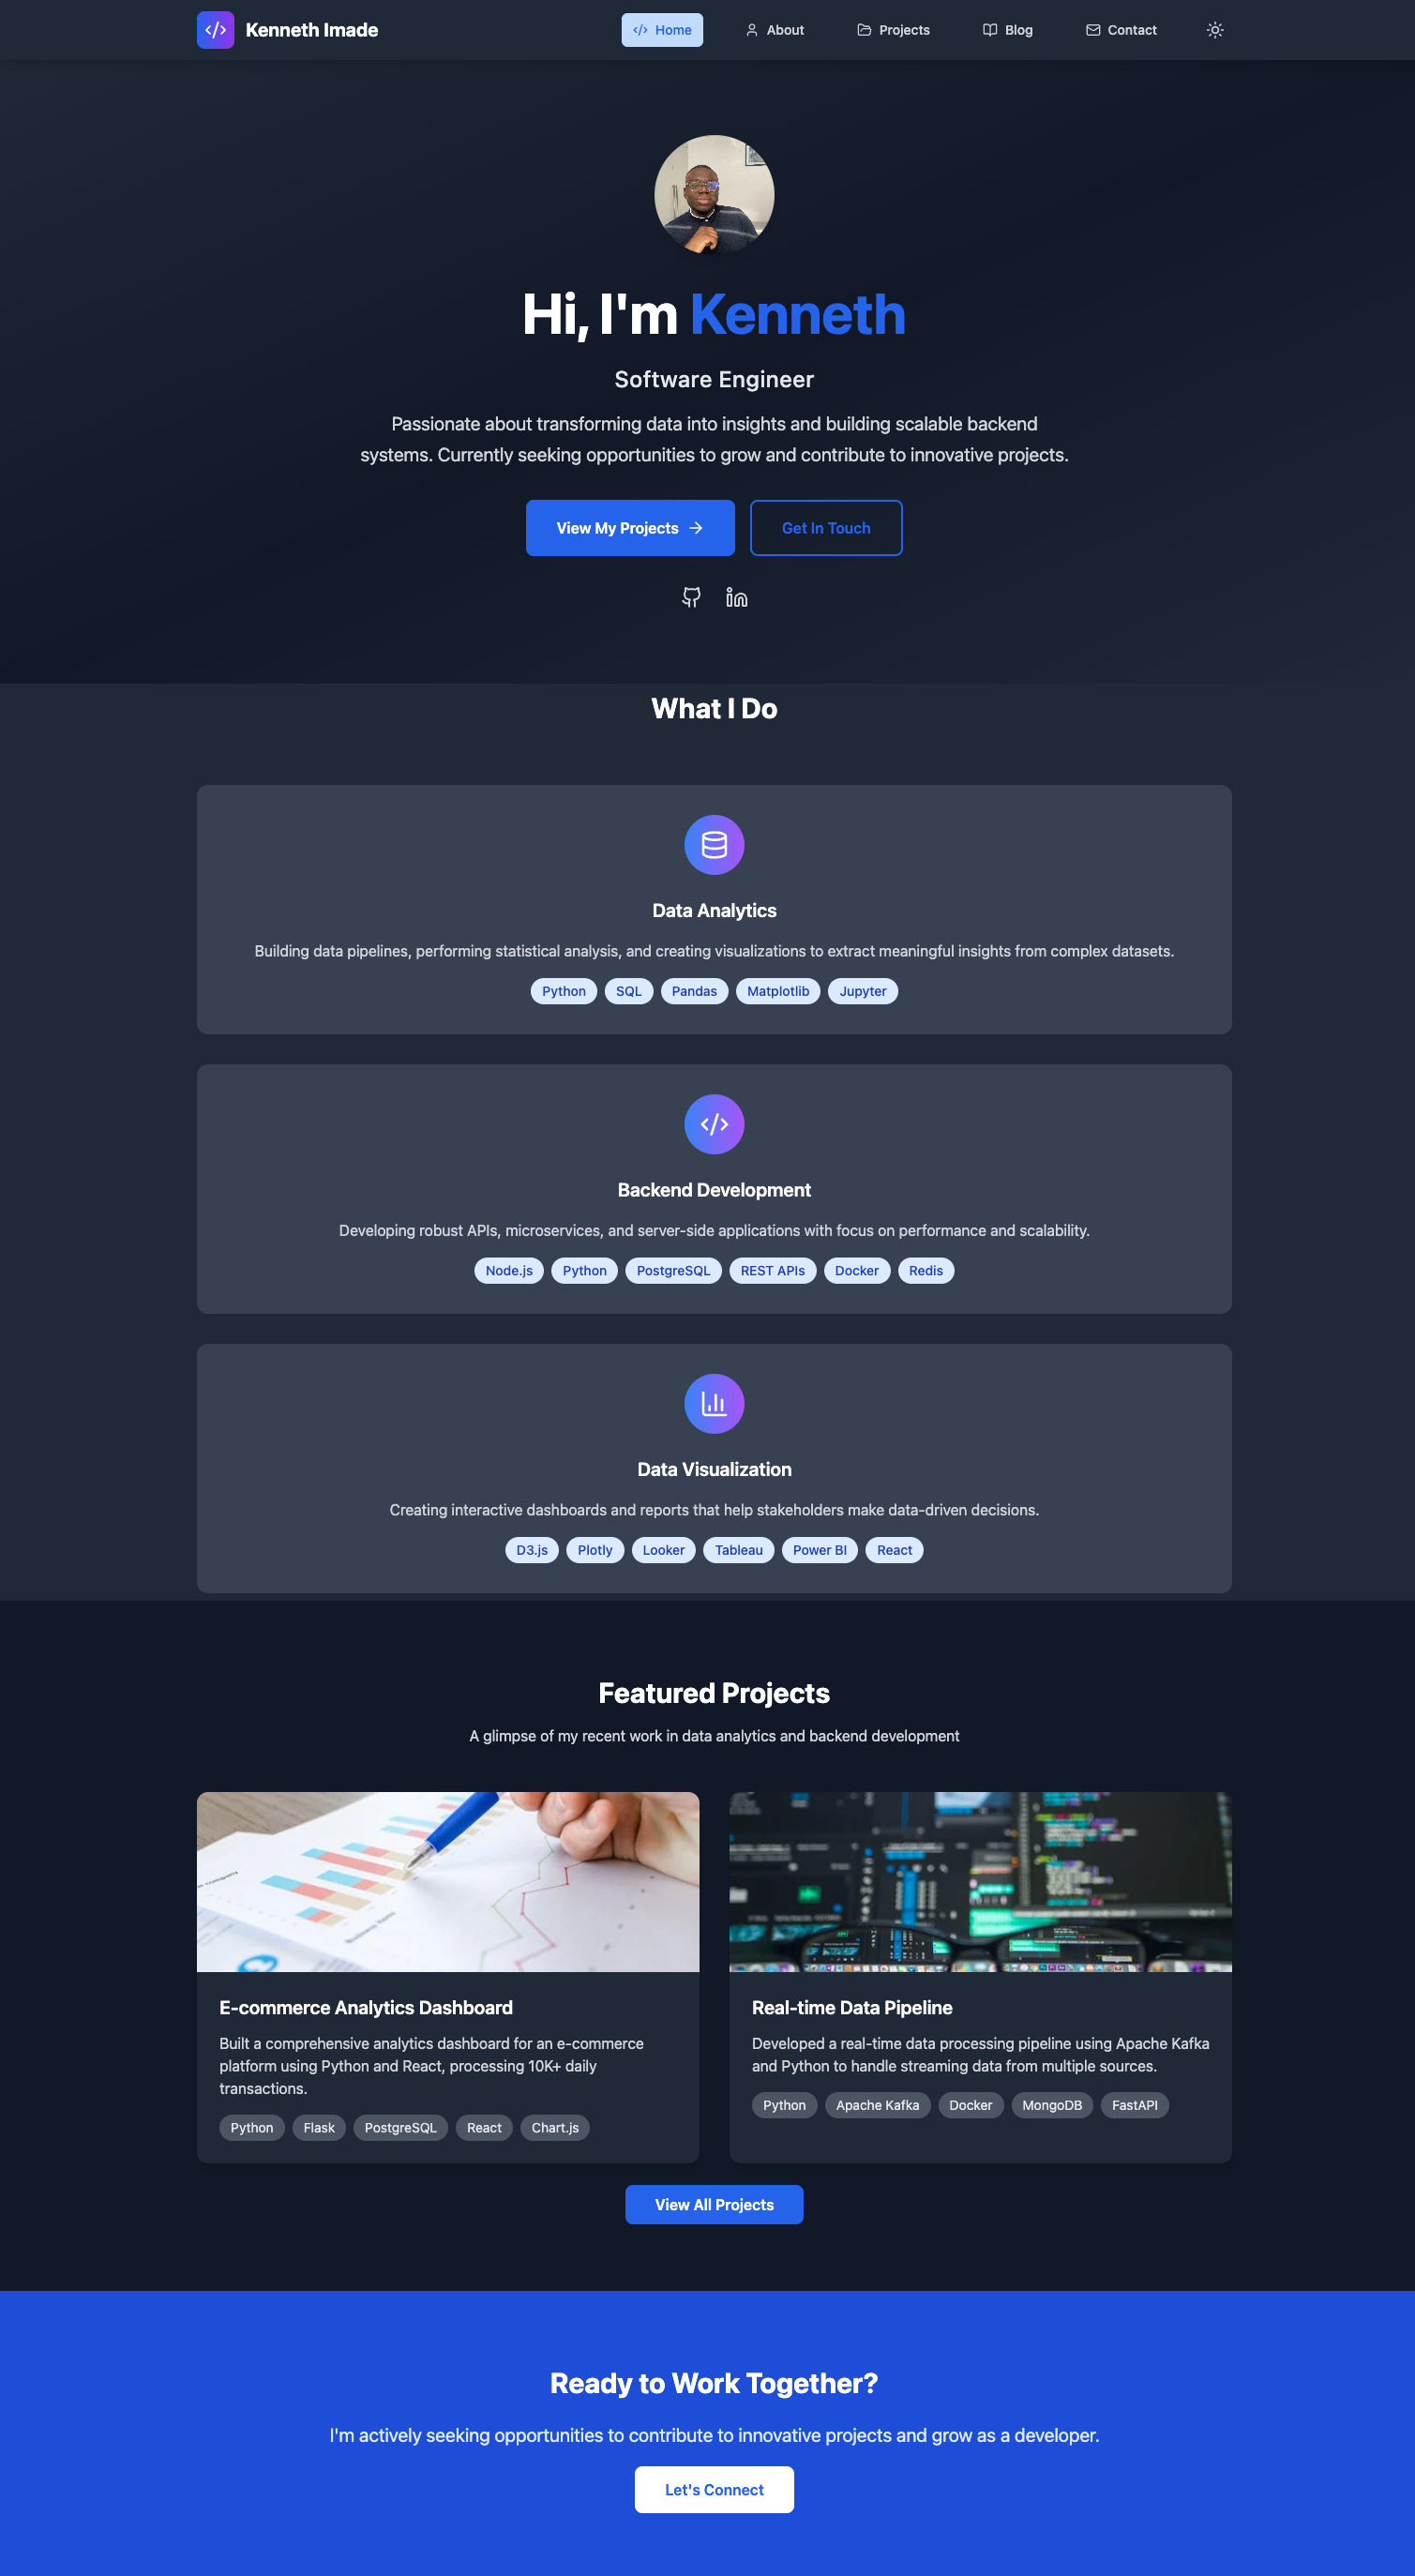 Kenneth Imade
Home
About
Projects
Blog
Contact
Hi, I'm Kenneth
Software Engineer
Passionate about transforming data into insights and building scalable backend
systems. Currently seeking opportunities to grow and contribute to innovative projects.
View My Projects
Get In Touch
What I Do
Data Analytics
Building data pipelines, performing statistical analysis, and creating visualizations to extract meaningful insights from complex datasets.
Python SQL Pandas Matplotlib Jupyter
Backend Development
Developing robust APIs, microservices, and server-side applications with focus on performance and scalability.
Node.js Python PostgreSQL REST APIs Docker Redis
Data Visualization
Creating interactive dashboards and reports that help stakeholders make data-driven decisions.
D3.js Plotly Looker Tableau Power BI React
Featured Projects
A glimpse of my recent work in data analytics and backend development
E-commerce Analytics Dashboard
Built a comprehensive analytics dashboard for an e-commerce
platform using Python and React, processing 10K+ daily
transactions.
Python Flask PostgreSQL React Chart.js
Real-time Data Pipeline
Developed a real-time data processing pipeline using Apache Kafka
and Python to handle streaming data from multiple sources.
Python Apache Kafka Docker MongoDB FastAPI
View All Projects
Ready to Work Together?
I'm actively seeking opportunities to contribute to innovative projects and grow as a developer.
Let's Connect